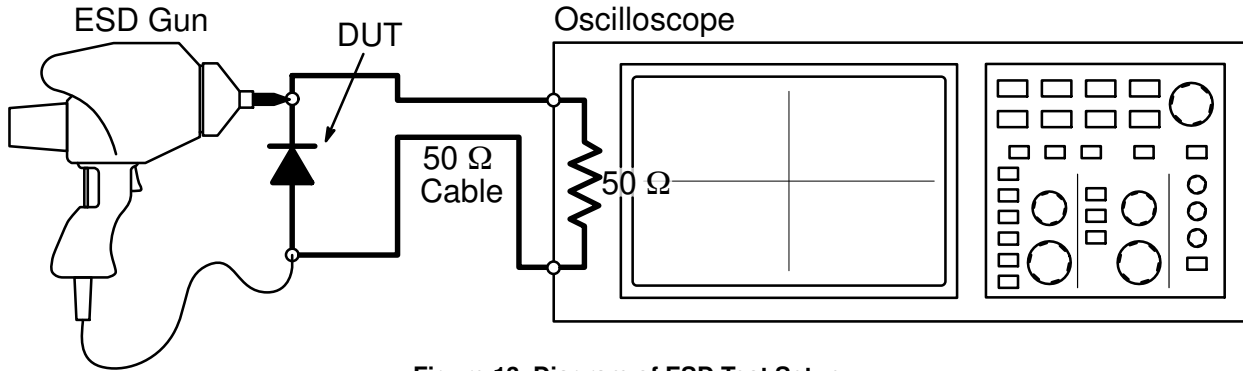 ESD Gun
DUT
Oscilloscope
50 Ω
Cable
50 Ω